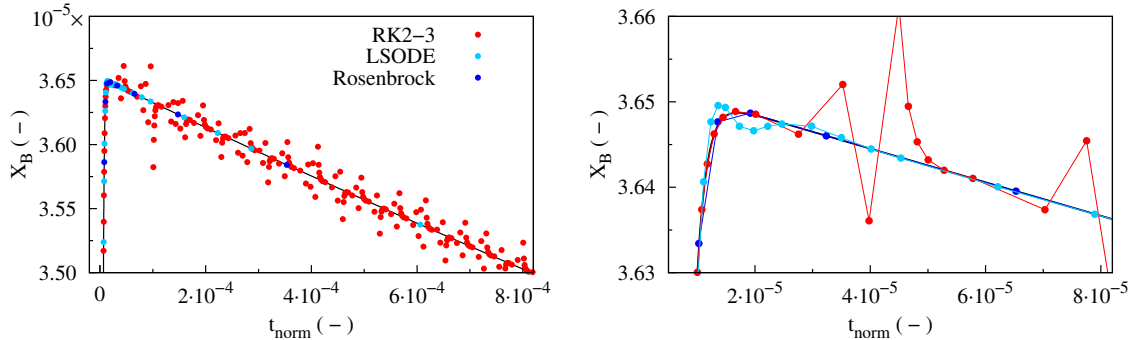 10⁻⁵×
3.65
3.60
3.55
3.50
X_B (−)
RK2−3
LSODE
Rosenbrock
0
2·10⁻⁴
4·10⁻⁴
6·10⁻⁴
8·10⁻⁴
t_norm (−)
3.66
3.65
3.64
3.63
X_B (−)
2·10⁻⁵
4·10⁻⁵
6·10⁻⁵
8·10⁻⁵
t_norm (−)